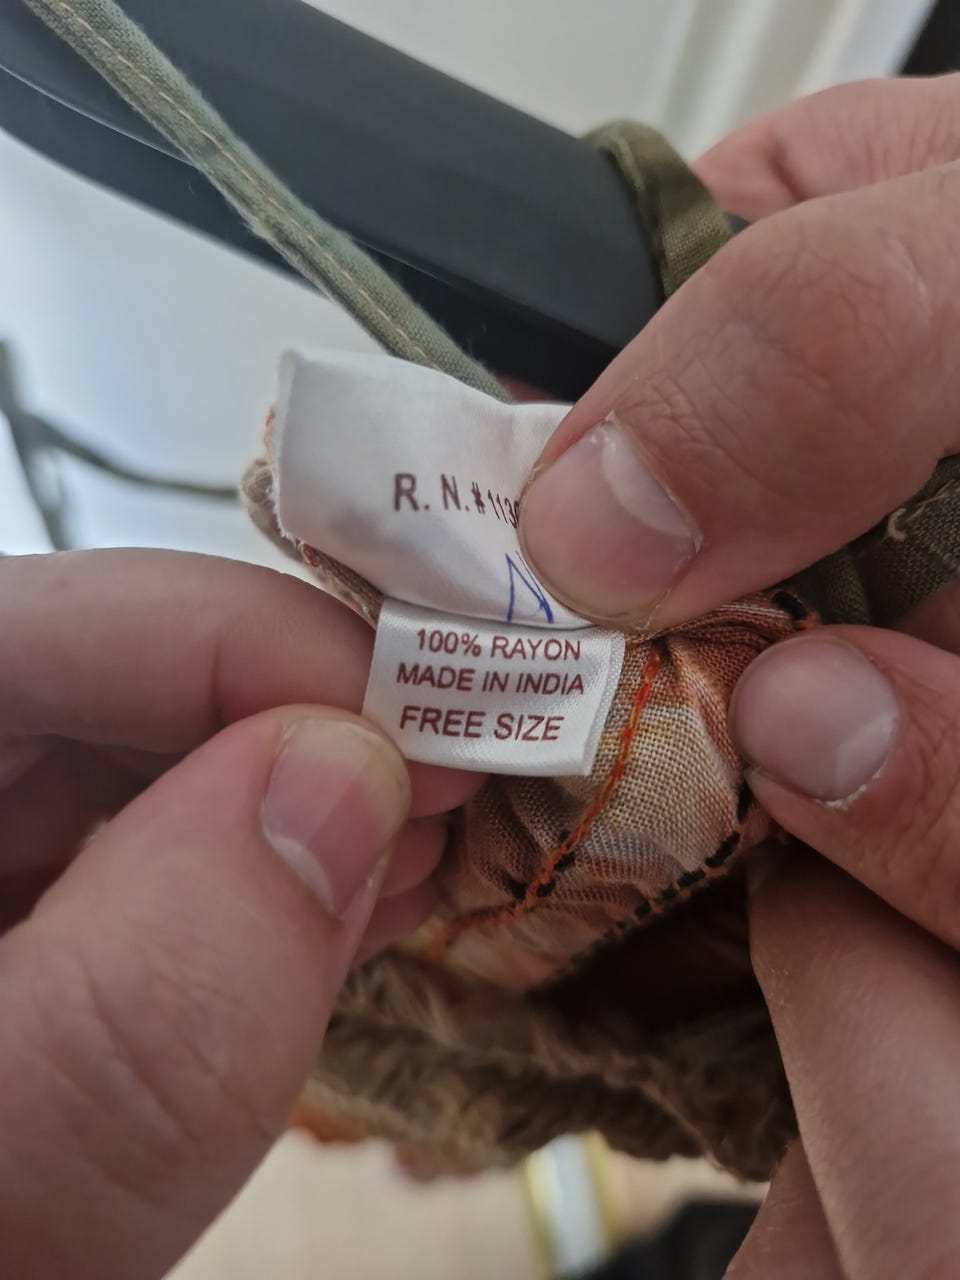 R. N.#113
100% RAYON
MADE IN INDIA
FREE SIZE